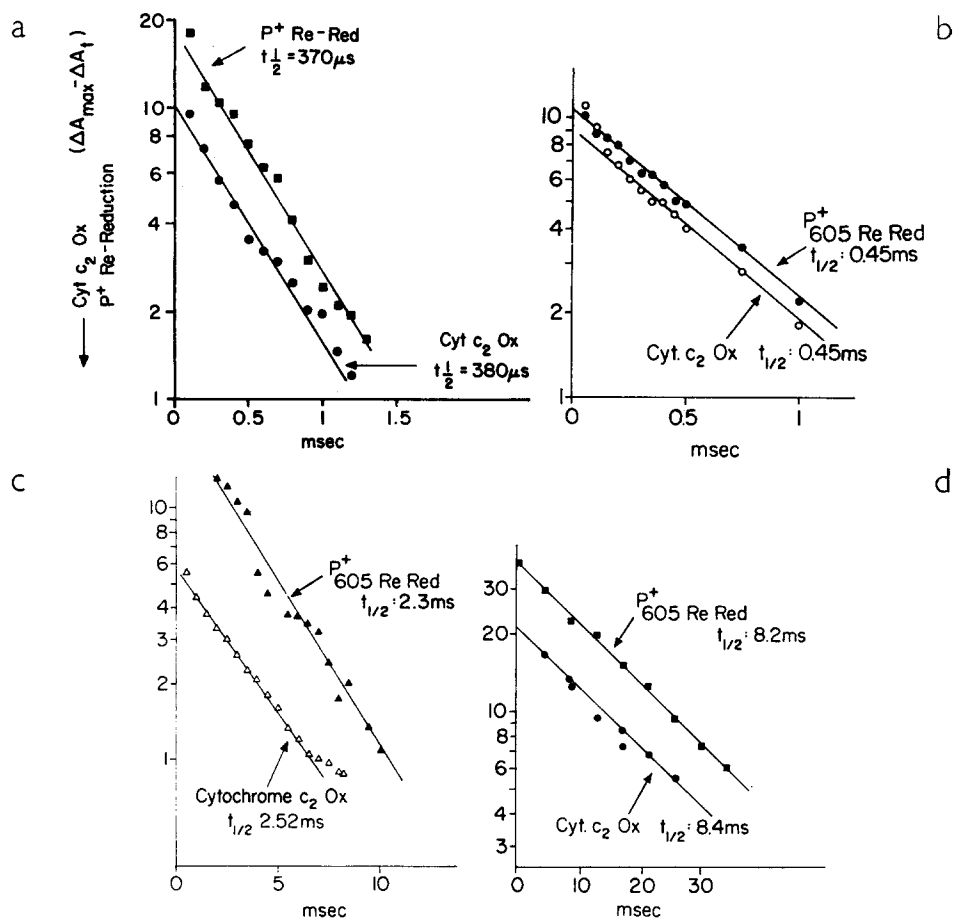 a
(ΔAmax-ΔAt)
Cyt c2 Ox
P+ Re-Reduction
20
10
8
6
4
2
1
P+ Re-Red
t½=370μs
Cyt c2 Ox
t½=380μs
0
0.5
1
1.5
msec
b
10
8
6
4
2
1
P+
605 Re Red
t1/2: 0.45ms
Cyt. c2 Ox t1/2: 0.45ms
0
0.5
1
msec
c
10
8
6
5
4
3
2
1
P+
605 Re Red
t1/2: 2.3ms
Cytochrome c2 Ox
t1/2 2.52ms
0
5
10
msec
d
30
20
10
8
6
5
4
3
P+
605 Re Red
t1/2: 8.2ms
Cyt. c2 Ox t1/2: 8.4ms
0
10
20
30
msec